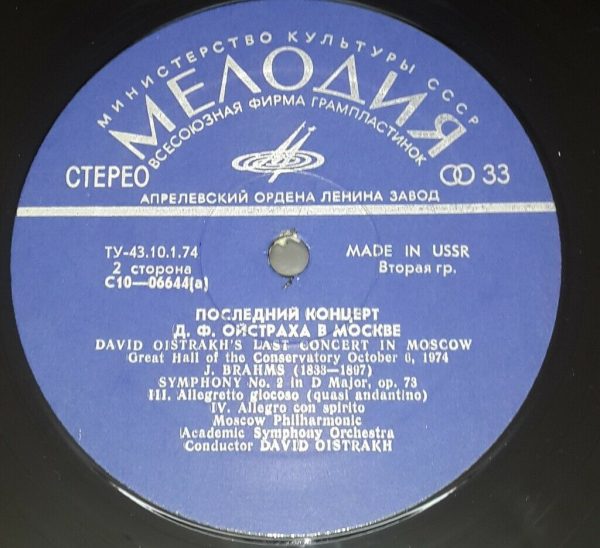 МИНИСТЕРСТВО КУЛЬТУРЫ СССР
МЕЛОДИЯ
ВСЕСОЮЗНАЯ ФИРМА ГРАМПЛАСТИНОК
СТЕРЕО
33
АПРЕЛЕВСКИЙ ОРДЕНА ЛЕНИНА ЗАВОД
ТУ-43.10.1.74
MADE IN USSR
2 сторона
Вторая гр.
С10—06644(а)
ПОСЛЕДНИЙ КОНЦЕРТ
Д. Ф. ОЙСТРАХА В МОСКВЕ
DAVID OISTRAKH'S LAST CONCERT IN MOSCOW
Great Hall of the Conservatory October 6, 1974
J. BRAHMS (1833—1897)
SYMPHONY No. 2 in D Major, op. 73
III. Allegretto giocoso (quasi andantino)
IV. Allegro con spirito
Moscow Philharmonic
Academic Symphony Orchestra
Conductor DAVID OISTRAKH